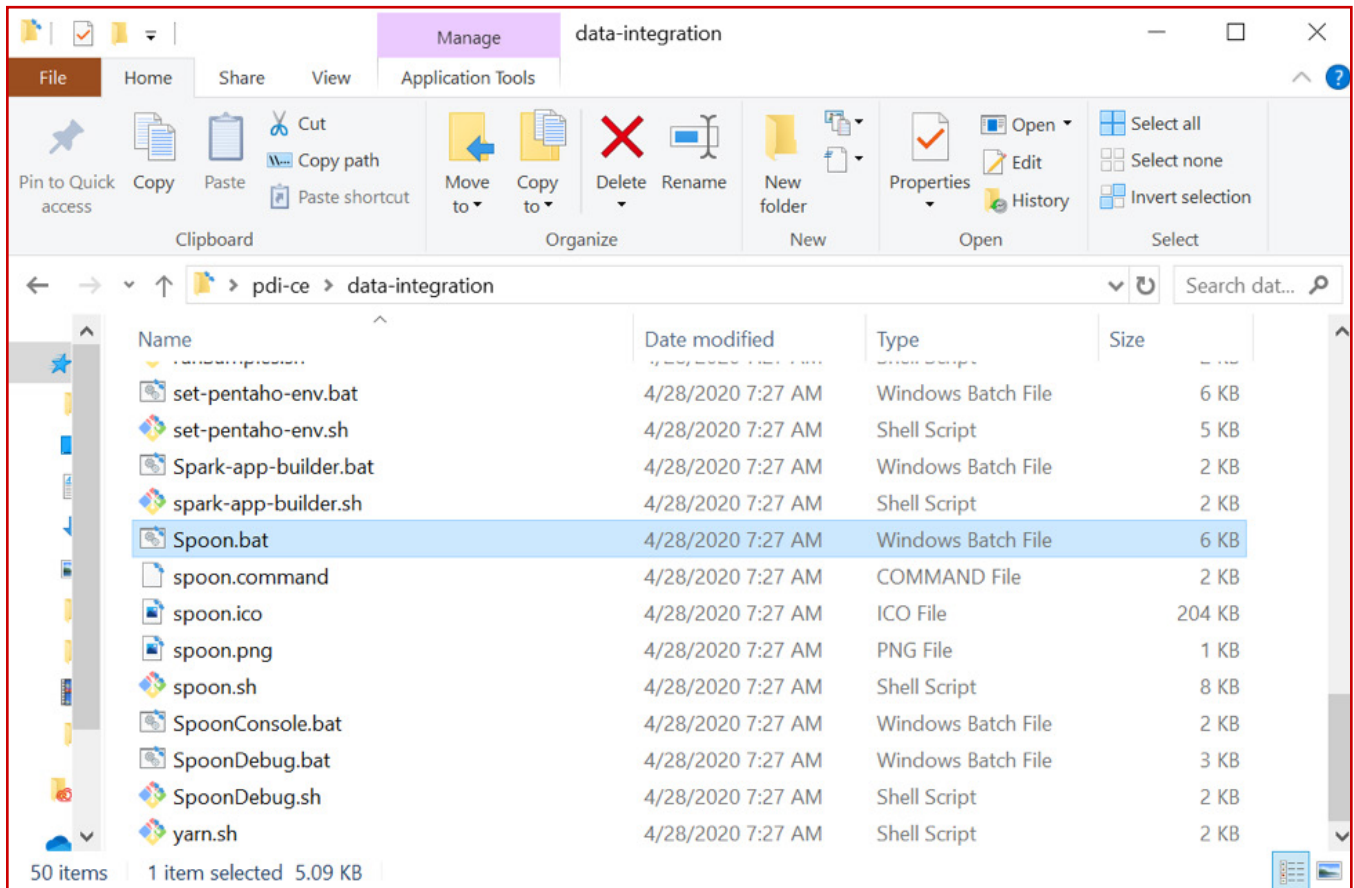 Manage data-integration
File Home Share View Application Tools
Pin to Quick access
Copy
Paste
Cut
Copy path
Paste shortcut
Clipboard
Move to
Copy to
Delete
Rename
Organize
New folder
New
Properties
Open
Edit
History
Open
Select all
Select none
Invert selection
Select
pdi-ce > data-integration Search dat...
Name Date modified Type Size
set-pentaho-env.bat 4/28/2020 7:27 AM Windows Batch File 6 KB
set-pentaho-env.sh 4/28/2020 7:27 AM Shell Script 5 KB
Spark-app-builder.bat 4/28/2020 7:27 AM Windows Batch File 2 KB
spark-app-builder.sh 4/28/2020 7:27 AM Shell Script 2 KB
Spoon.bat 4/28/2020 7:27 AM Windows Batch File 6 KB
spoon.command 4/28/2020 7:27 AM COMMAND File 2 KB
spoon.ico 4/28/2020 7:27 AM ICO File 204 KB
spoon.png 4/28/2020 7:27 AM PNG File 1 KB
spoon.sh 4/28/2020 7:27 AM Shell Script 8 KB
SpoonConsole.bat 4/28/2020 7:27 AM Windows Batch File 2 KB
SpoonDebug.bat 4/28/2020 7:27 AM Windows Batch File 3 KB
SpoonDebug.sh 4/28/2020 7:27 AM Shell Script 2 KB
yarn.sh 4/28/2020 7:27 AM Shell Script 2 KB
50 items 1 item selected 5.09 KB